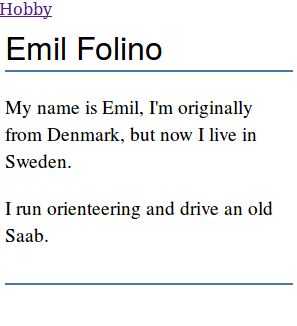 Hobby
Emil Folino
My name is Emil, I'm originally
from Denmark, but now I live in
Sweden.
I run orienteering and drive an old
Saab.